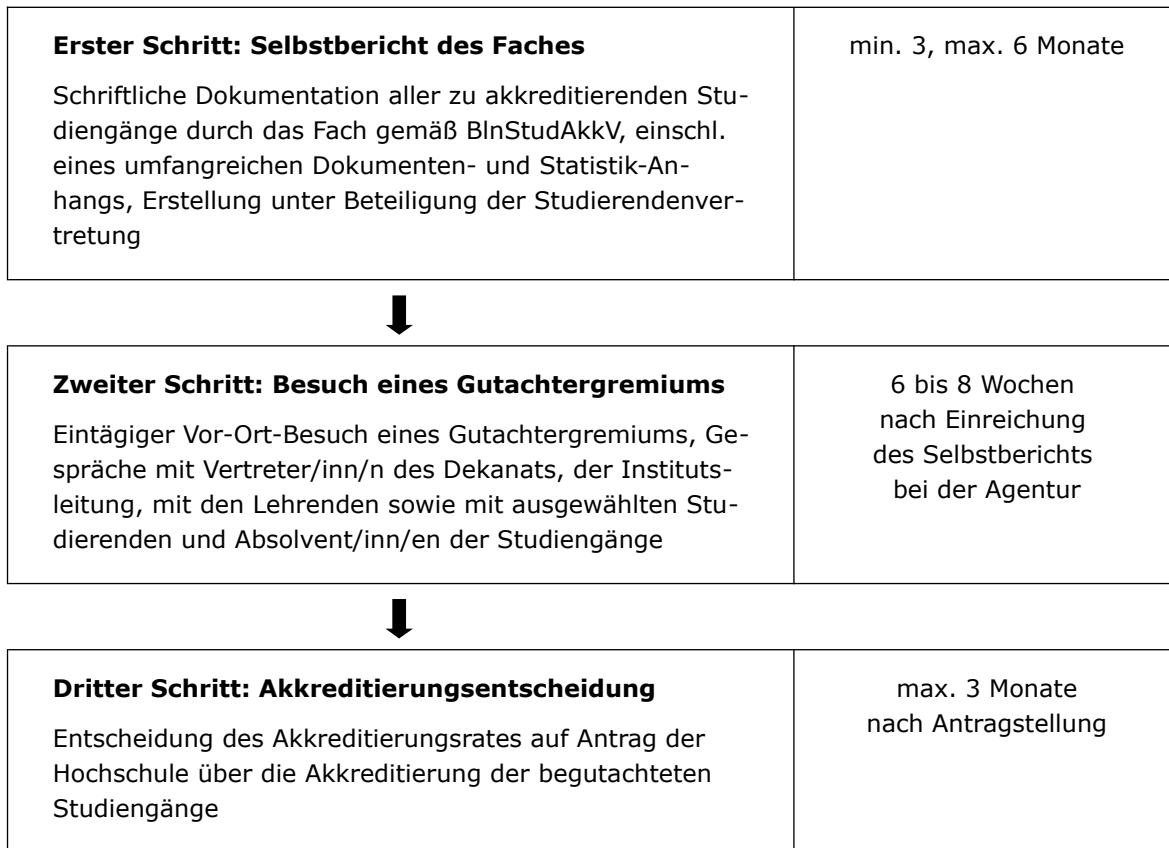 Erster Schritt: Selbstbericht des Faches
Schriftliche Dokumentation aller zu akkreditierenden Stu-
diengänge durch das Fach gemäß BlnStudAkkV, einschl.
eines umfangreichen Dokumenten- und Statistik-An-
hangs, Erstellung unter Beteiligung der Studierendenver-
tretung
min. 3, max. 6 Monate
Zweiter Schritt: Besuch eines Gutachtergremiums
Eintägiger Vor-Ort-Besuch eines Gutachtergremiums, Ge-
spräche mit Vertreter/inn/n des Dekanats, der Instituts-
leitung, mit den Lehrenden sowie mit ausgewählten Stu-
dierenden und Absolvent/inn/en der Studiengänge
6 bis 8 Wochen
nach Einreichung
des Selbstberichts
bei der Agentur
Dritter Schritt: Akkreditierungsentscheidung
Entscheidung des Akkreditierungsrates auf Antrag der
Hochschule über die Akkreditierung der begutachteten
Studiengänge
max. 3 Monate
nach Antragstellung